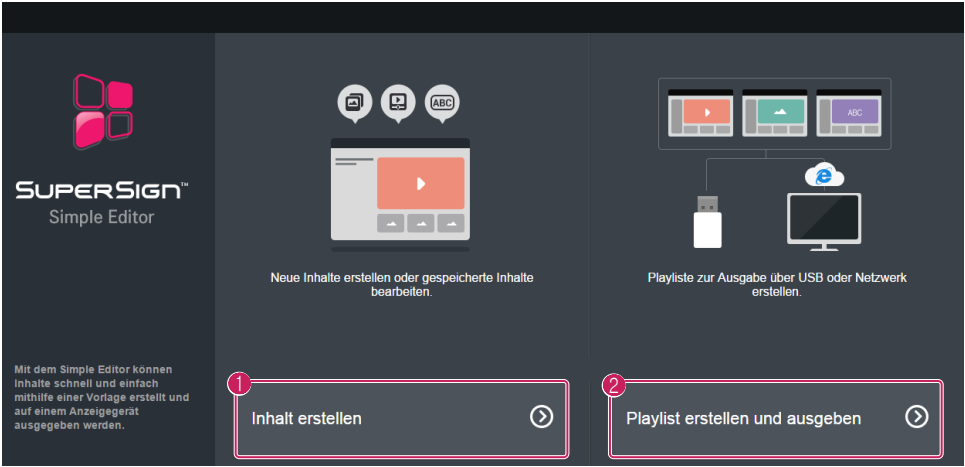 SUPERSIGN™
Simple Editor
Mit dem Simple Editor können
Inhalte schnell und einfach
mithilfe einer Vorlage erstellt und
auf einem Anzeigegerät
ausgegeben werden.
ABC
Neue Inhalte erstellen oder gespeicherte Inhalte
bearbeiten.
1
Inhalt erstellen
ABC
Playliste zur Ausgabe über USB oder Netzwerk
erstellen.
2
Playlist erstellen und ausgeben